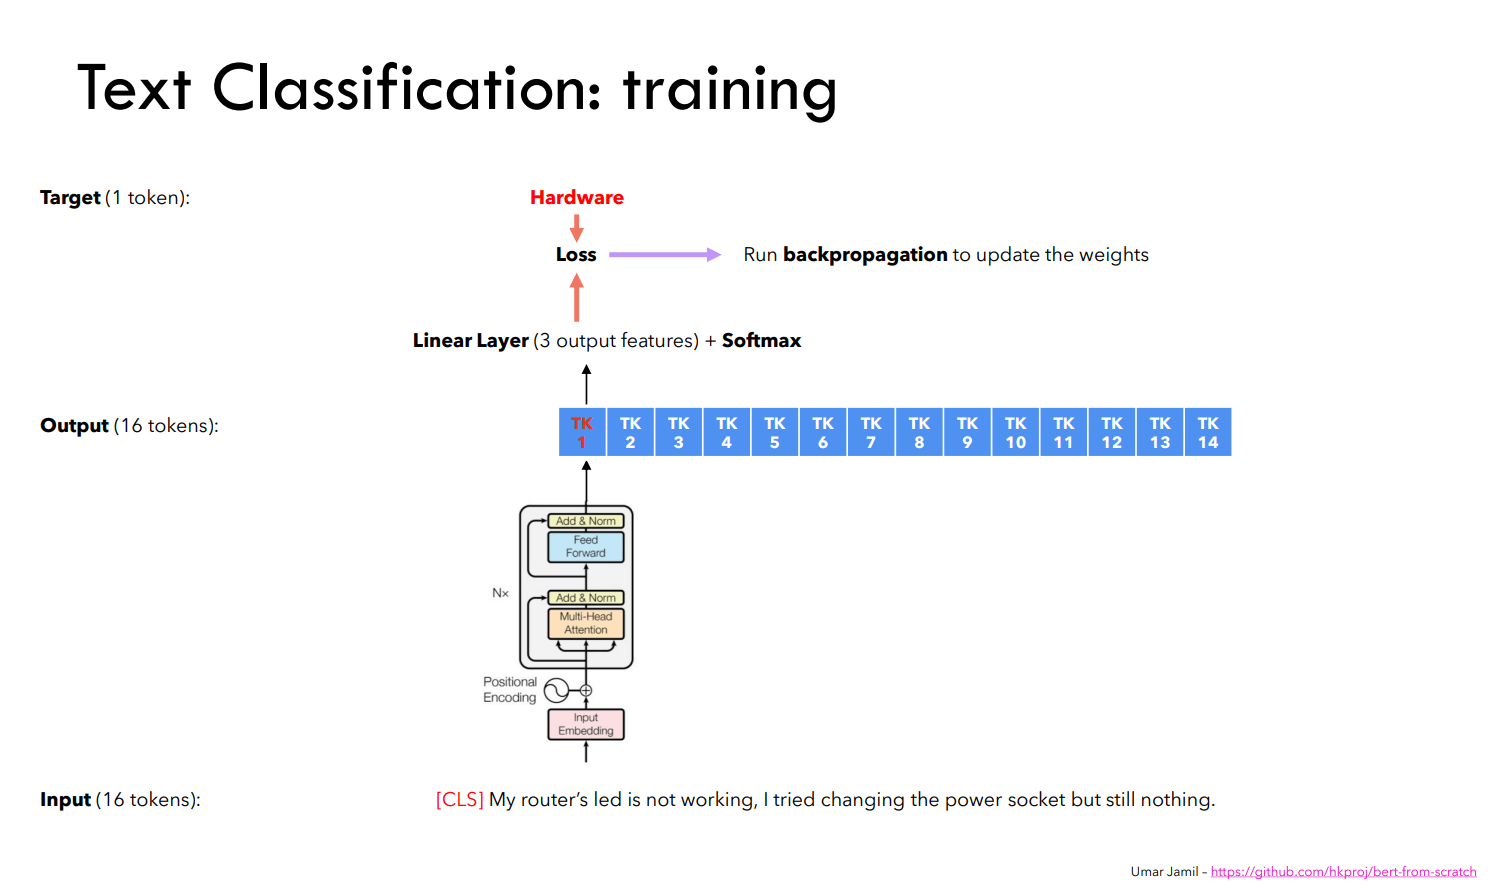 Text Classification: training
Target (1 token):
Hardware
Loss
Run backpropagation to update the weights
Linear Layer (3 output features) + Softmax
Output (16 tokens):
TK 1
TK 2
TK 3
TK 4
TK 5
TK 6
TK 7
TK 8
TK 9
TK 10
TK 11
TK 12
TK 13
TK 14
Add & Norm
Feed
Forward
Nx
Add & Norm
Multi-Head
Attention
Positional
Encoding
Input
Embedding
Input (16 tokens):
[CLS] My router’s led is not working, I tried changing the power socket but still nothing.
Umar Jamil – https://github.com/hkproj/bert-from-scratch